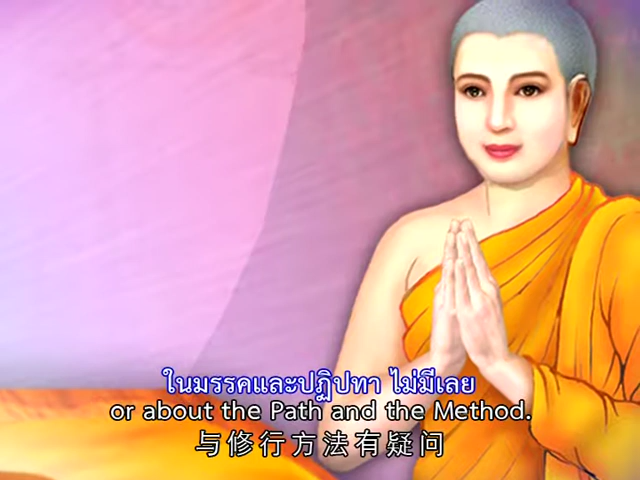 ในมรรคและปฏิปทา ไม่มีเลย
or about the Path and the Method.
与修行方法有疑问